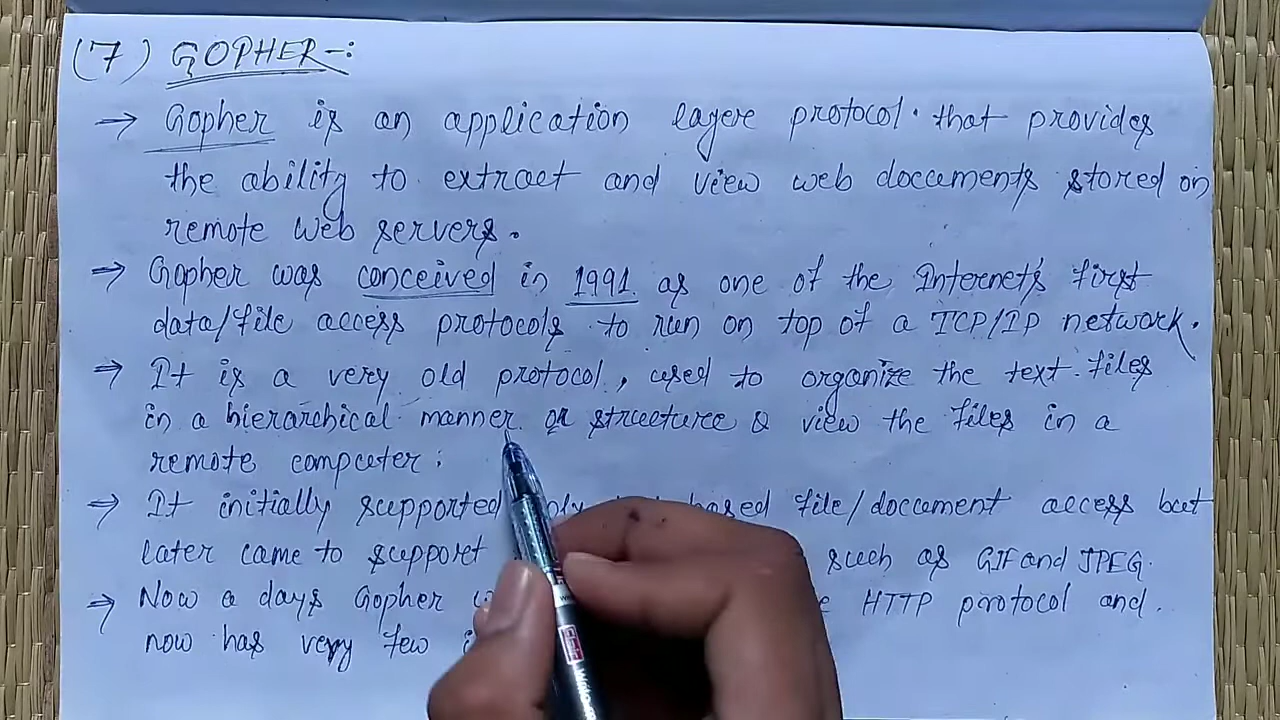 (7) GOPHER-:
→ Gopher is an application layere protocol. that provides
the ability to extract and view web documents stored on
remote web servers.
→ Gopher was conceived in 1991 as one of the Internet's first
data/file access protocols to run on top of a TCP/IP network.
→ It is a very old protocol, used to organize the text files
in a hierarchical manner or structure & view the files in a
remote computer:
→ It initially supported based file/document access but
later came to support such as GIF and JPEG.
→ Now a days Gopher HTTP protocol and.
now has very few